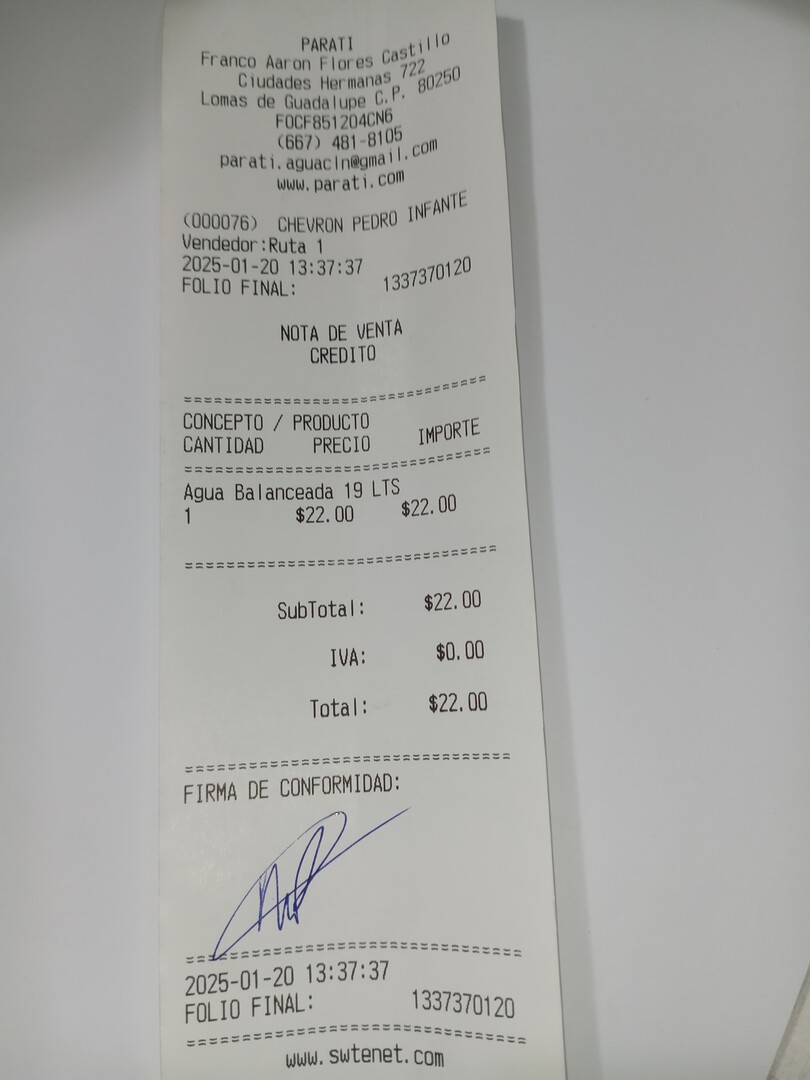 PARATI
Franco Aaron Flores Castillo
Ciudades Hermanas 722
Lomas de Guadalupe C.P. 80250
FOCF851204CN6
(667) 481-8105
parati.aguacln@gmail.com
www.parati.com
(000076) CHEVRON PEDRO INFANTE
Vendedor:Ruta 1
2025-01-20 13:37:37
FOLIO FINAL: 1337370120
NOTA DE VENTA
CREDITO
===============================
CONCEPTO / PRODUCTO
CANTIDAD PRECIO IMPORTE
===============================
Agua Balanceada 19 LTS
1 $22.00 $22.00
===============================
SubTotal: $22.00
IVA: $0.00
Total: $22.00
===============================
FIRMA DE CONFORMIDAD:
===============================
2025-01-20 13:37:37
FOLIO FINAL: 1337370120
===============================
www.swtenet.com